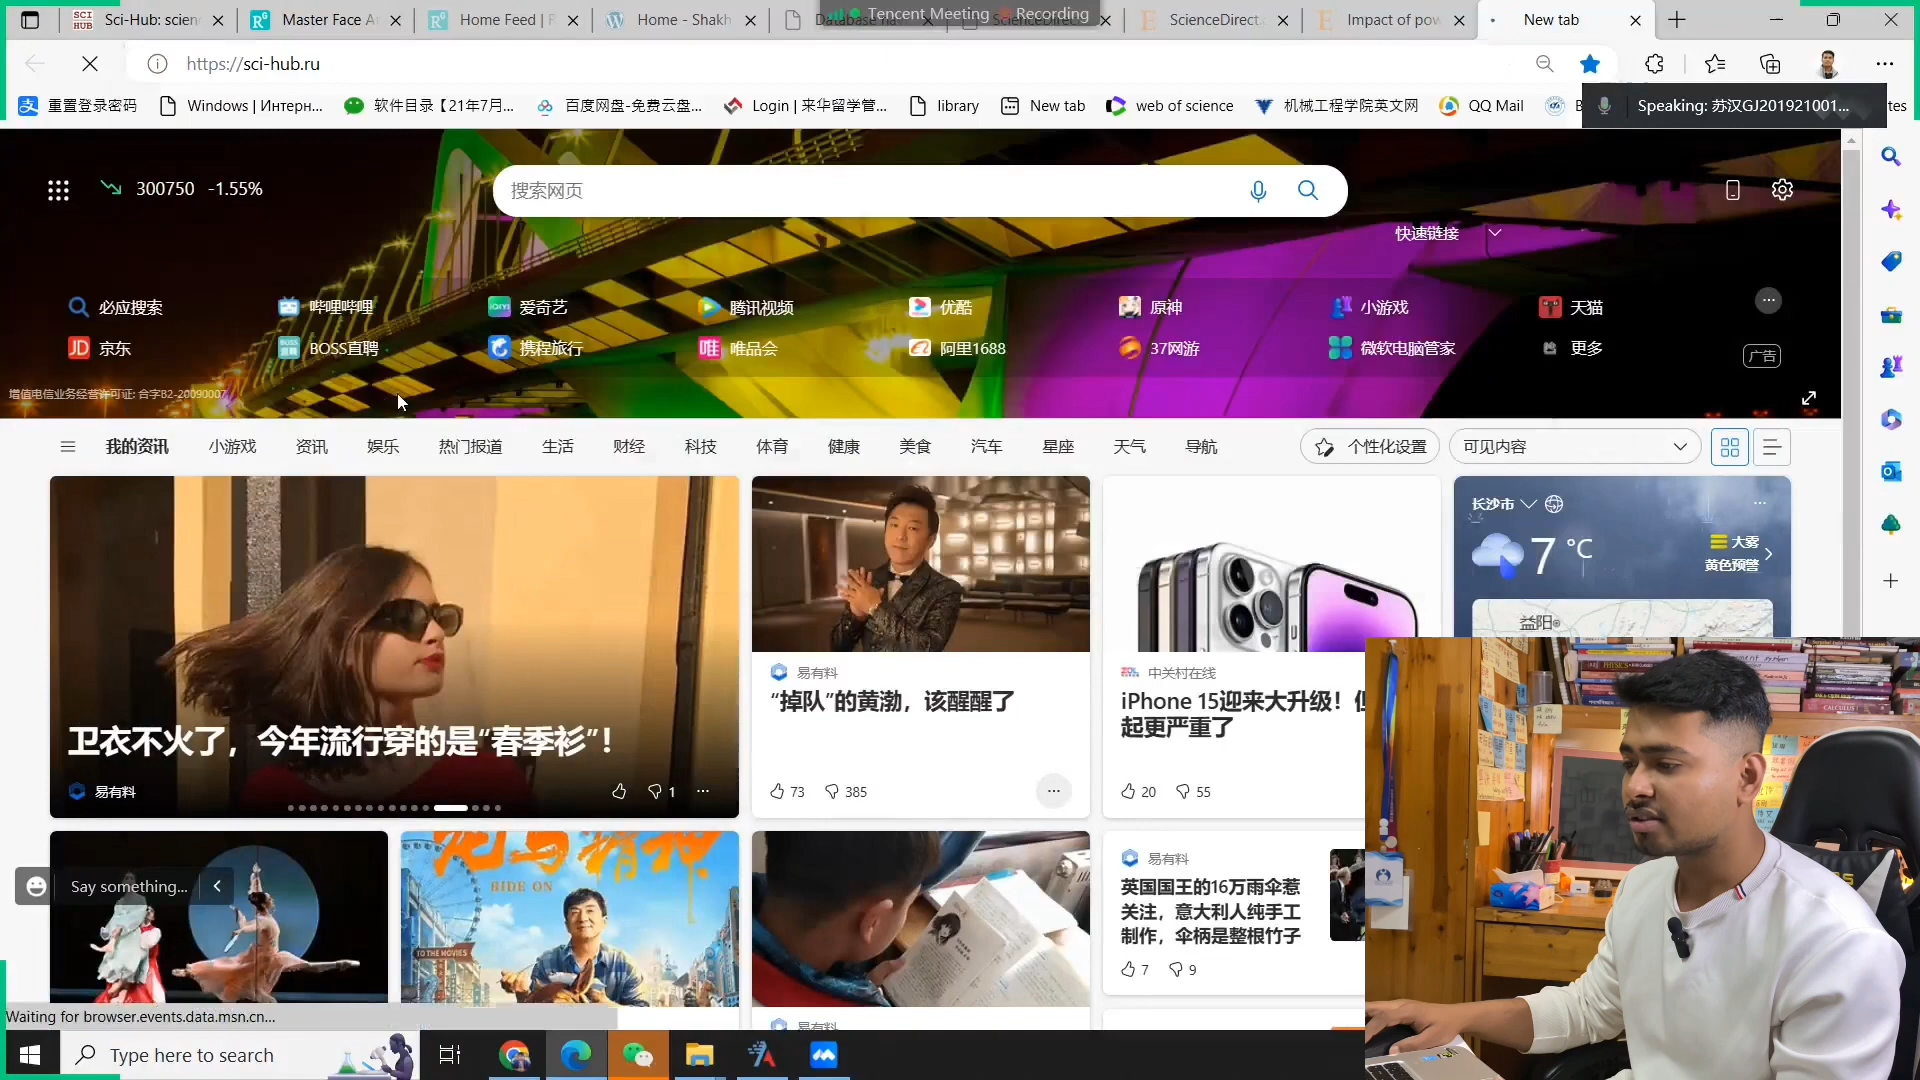 Sci-Hub: scien
Master Face A
Home Feed | R
Home - Shakh
Database
ScienceDirect
ScienceDirect.
Impact of pow
New tab
Tencent Meeting
Recording
https://sci-hub.ru
重置登录密码
Windows | Интерн...
软件目录【21年7月...
百度网盘-免费云盘...
Login | 来华留学管...
library
New tab
web of science
机械工程学院英文网
QQ Mail
Speaking: 苏汉GJ201921001...
tes
300750 -1.55%
搜索网页
快速链接
必应搜索
哔哩哔哩
爱奇艺
腾讯视频
优酷
原神
小游戏
天猫
京东
BOSS直聘
携程旅行
唯品会
阿里1688
37网游
微软电脑管家
更多
广告
增值电信业务经营许可证: 合字B2-20090007
我的资讯
小游戏
资讯
娱乐
热门报道
生活
财经
科技
体育
健康
美食
汽车
星座
天气
导航
个性化设置
可见内容
卫衣不火了，今年流行穿的是“春季衫”！
易有料
1
易有料
“掉队”的黄渤，该醒醒了
73
385
中关村在线
iPhone 15迎来大升级！但
起更严重了
20
55
长沙市
7 °C
大雾
黄色预警
益阳
RIDE ON
TO THE MOVIES
易有料
易有料
英国国王的16万雨伞惹
关注，意大利人纯手工
制作，伞柄是整根竹子
7
9
Say something...
Waiting for browser.events.data.msn.cn...
Type here to search
PHYSICS
CALCULUS